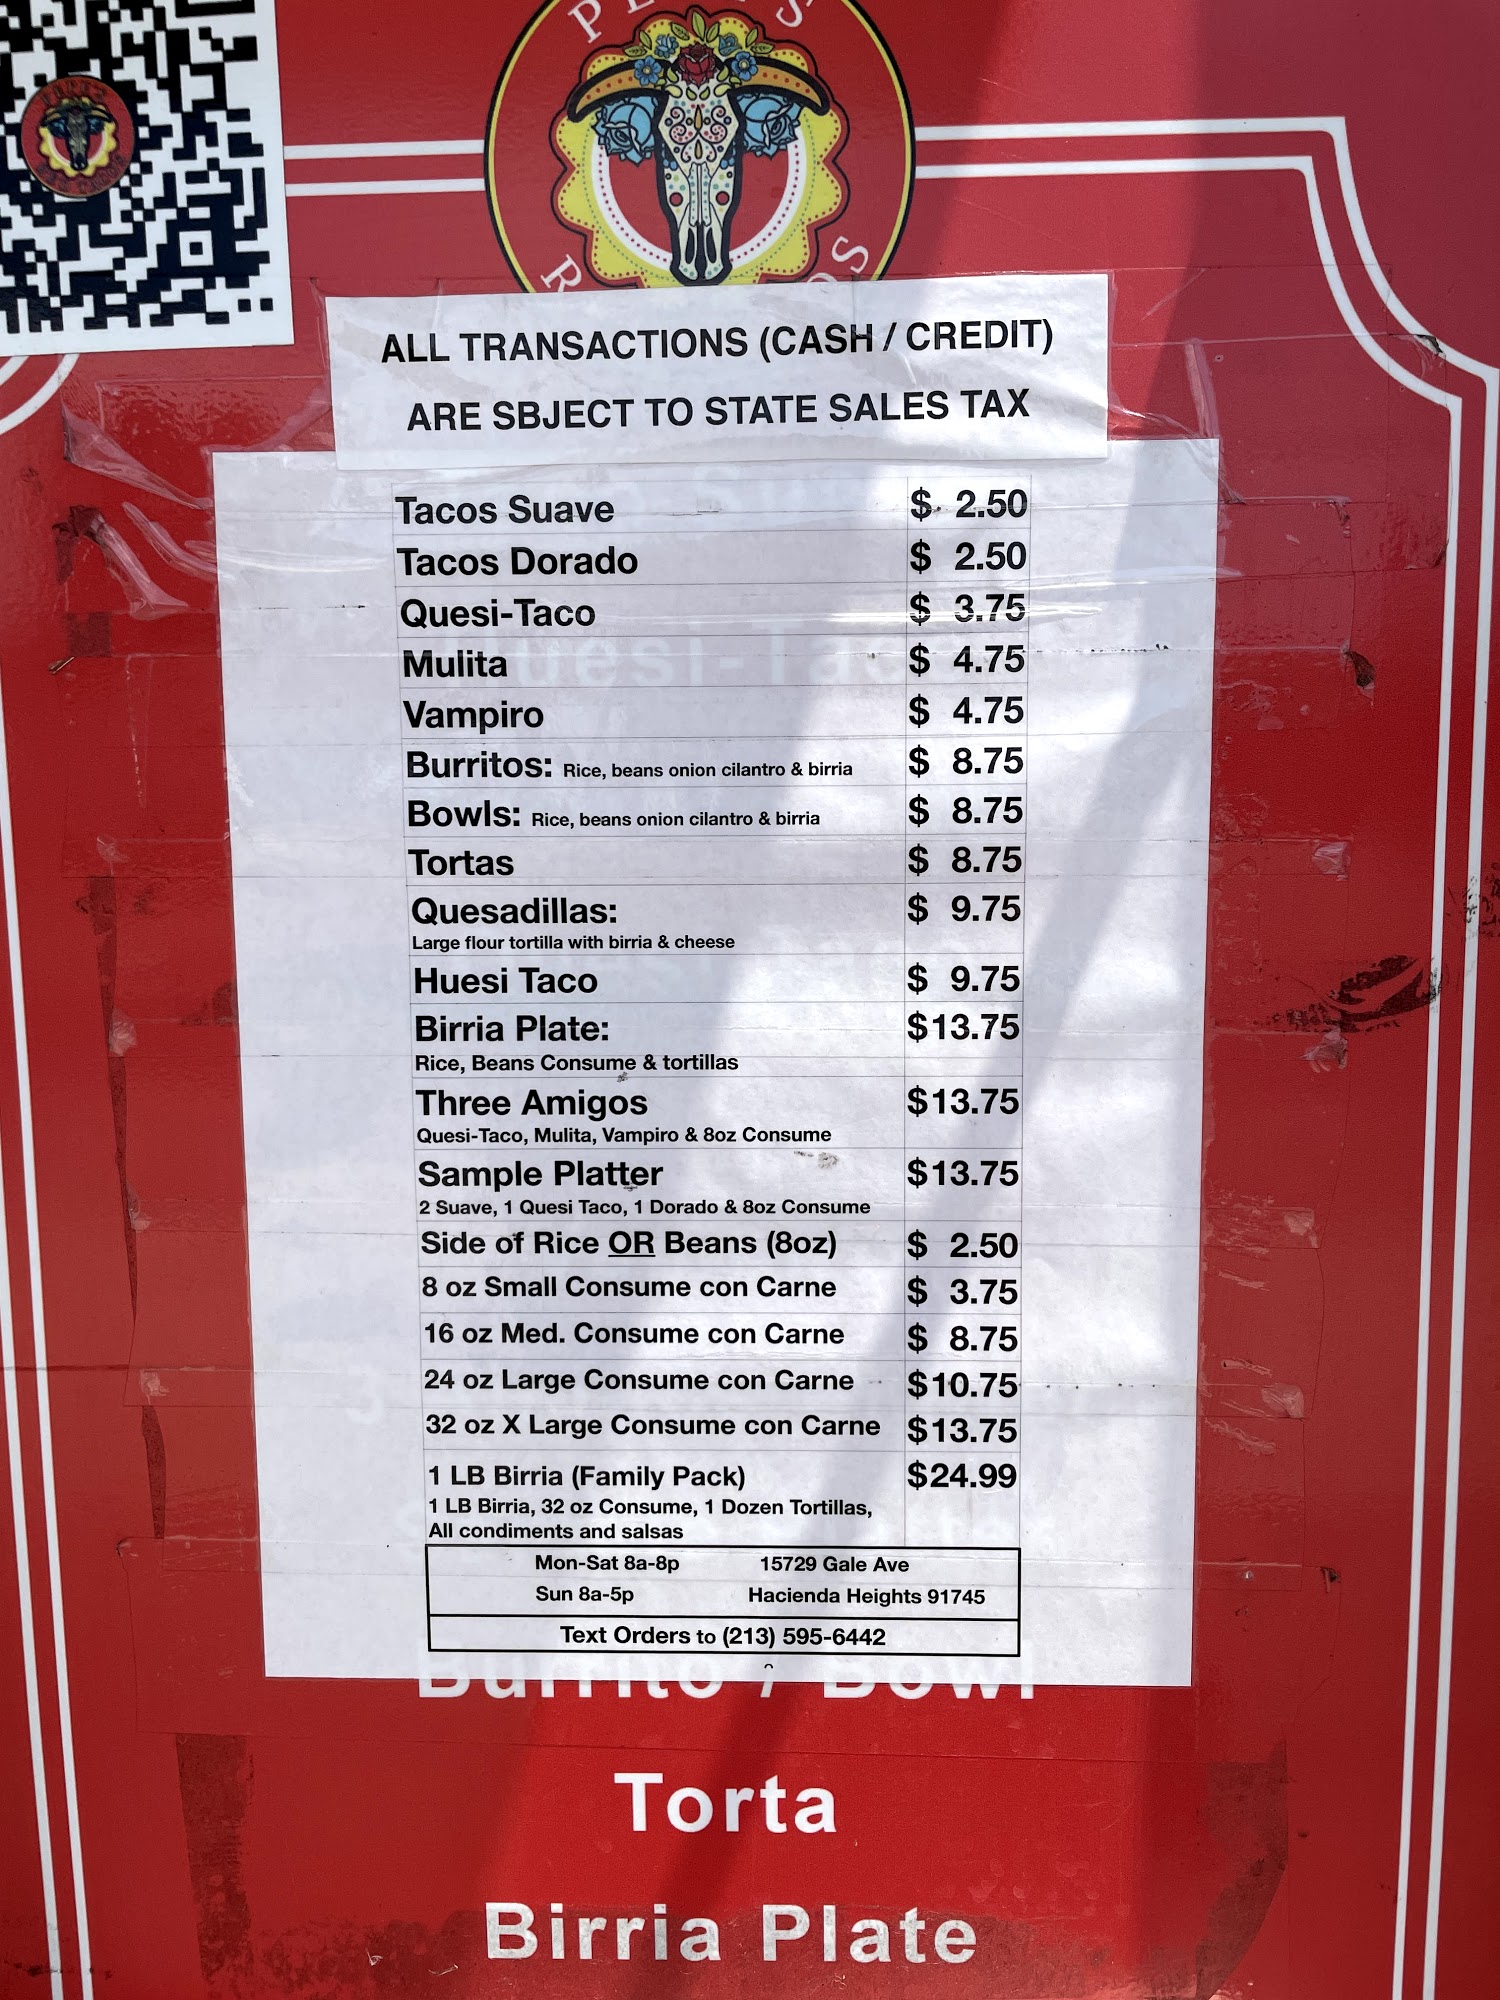 ALL TRANSACTIONS (CASH / CREDIT)
ARE SBJECT TO STATE SALES TAX
Tacos Suave $ 2.50
Tacos Dorado $ 2.50
Quesi-Taco $ 3.75
Mulita $ 4.75
Vampiro $ 4.75
Burritos: Rice, beans onion cilantro & birria $ 8.75
Bowls: Rice, beans onion cilantro & birria $ 8.75
Tortas $ 8.75
Quesadillas: $ 9.75
Large flour tortilla with birria & cheese
Huesi Taco $ 9.75
Birria Plate: $13.75
Rice, Beans Consume & tortillas
Three Amigos $13.75
Quesi-Taco, Mulita, Vampiro & 8oz Consume
Sample Platter $13.75
2 Suave, 1 Quesi Taco, 1 Dorado & 8oz Consume
Side of Rice OR Beans (8oz) $ 2.50
8 oz Small Consume con Carne $ 3.75
16 oz Med. Consume con Carne $ 8.75
24 oz Large Consume con Carne $10.75
32 oz X Large Consume con Carne $13.75
1 LB Birria (Family Pack) $24.99
1 LB Birria, 32 oz Consume, 1 Dozen Tortillas,
All condiments and salsas
Mon-Sat 8a-8p 15729 Gale Ave
Sun 8a-5p Hacienda Heights 91745
Text Orders to (213) 595-6442
Burrito / Bowl
Torta
Birria Plate